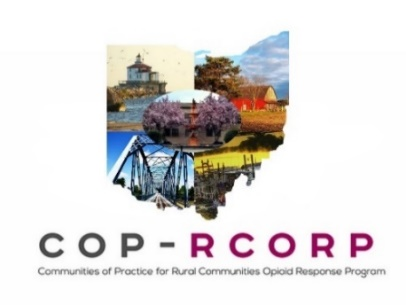 COP-RCORP
Communities of Practice for Rural Communities Opioid Response Program